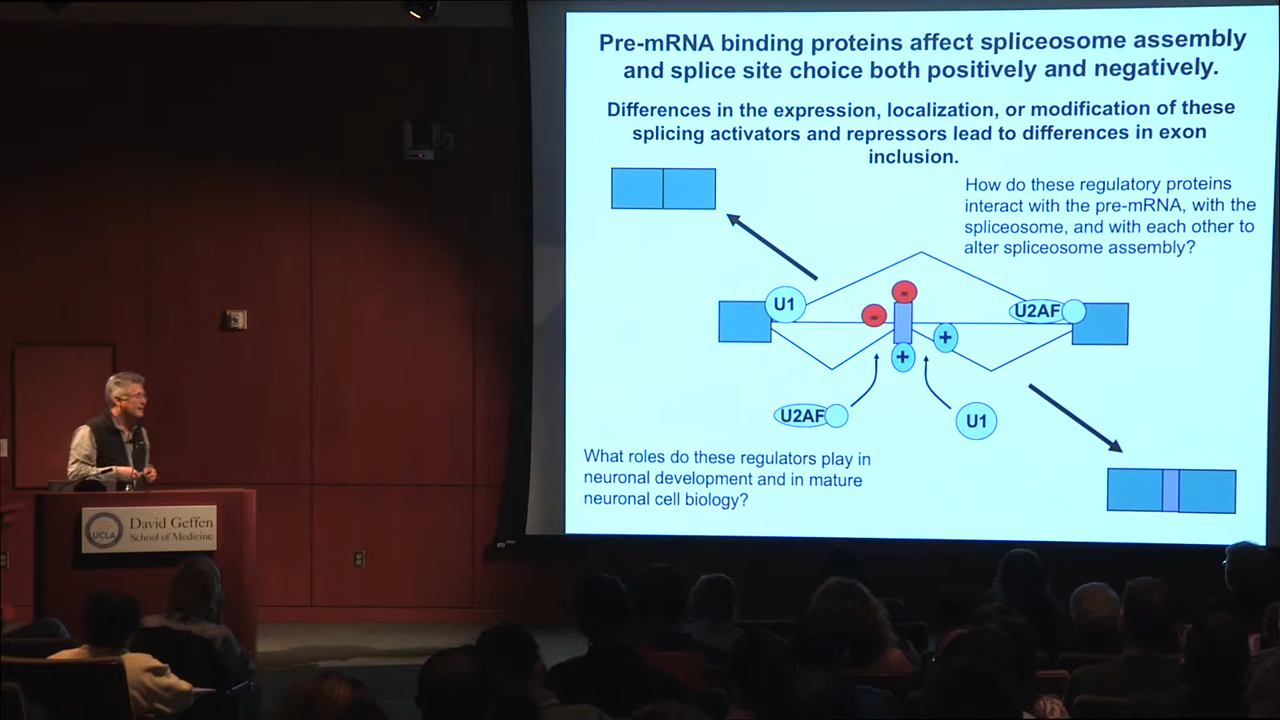 Pre-mRNA binding proteins affect spliceosome assembly
and splice site choice both positively and negatively.
Differences in the expression, localization, or modification of these
splicing activators and repressors lead to differences in exon
inclusion.
How do these regulatory proteins
interact with the pre-mRNA, with the
spliceosome, and with each other to
alter spliceosome assembly?
U1
-
-
U2AF
+
+
U2AF
U1
What roles do these regulators play in
neuronal development and in mature
neuronal cell biology?
UCLA
David Geffen
School of Medicine